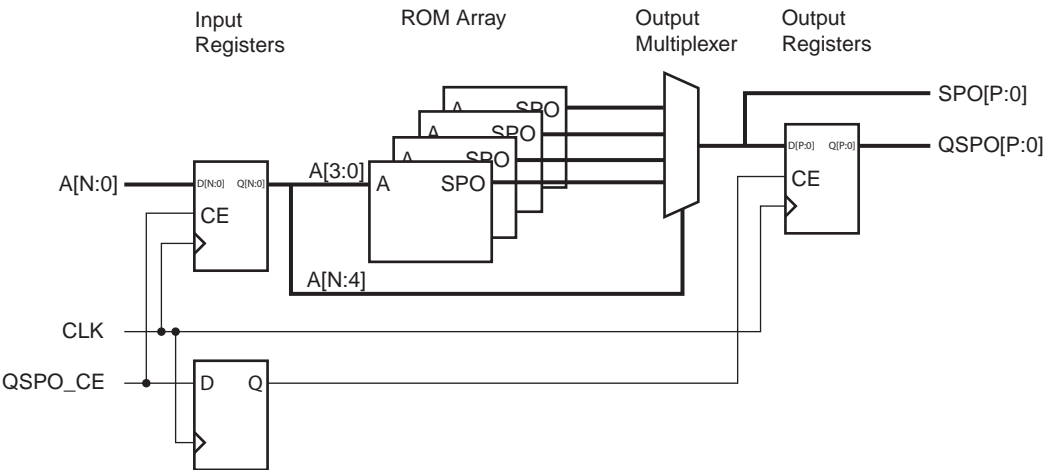 Input
Registers
ROM Array
Output
Multiplexer
Output
Registers
A SPO
A SPO
A SPO
A SPO
SPO[P:0]
QSPO[P:0]
D[P:0] Q[P:0]
CE
A[N:0]
D[N:0] Q[N:0]
CE
A[3:0]
A[N:4]
CLK
QSPO_CE
D Q